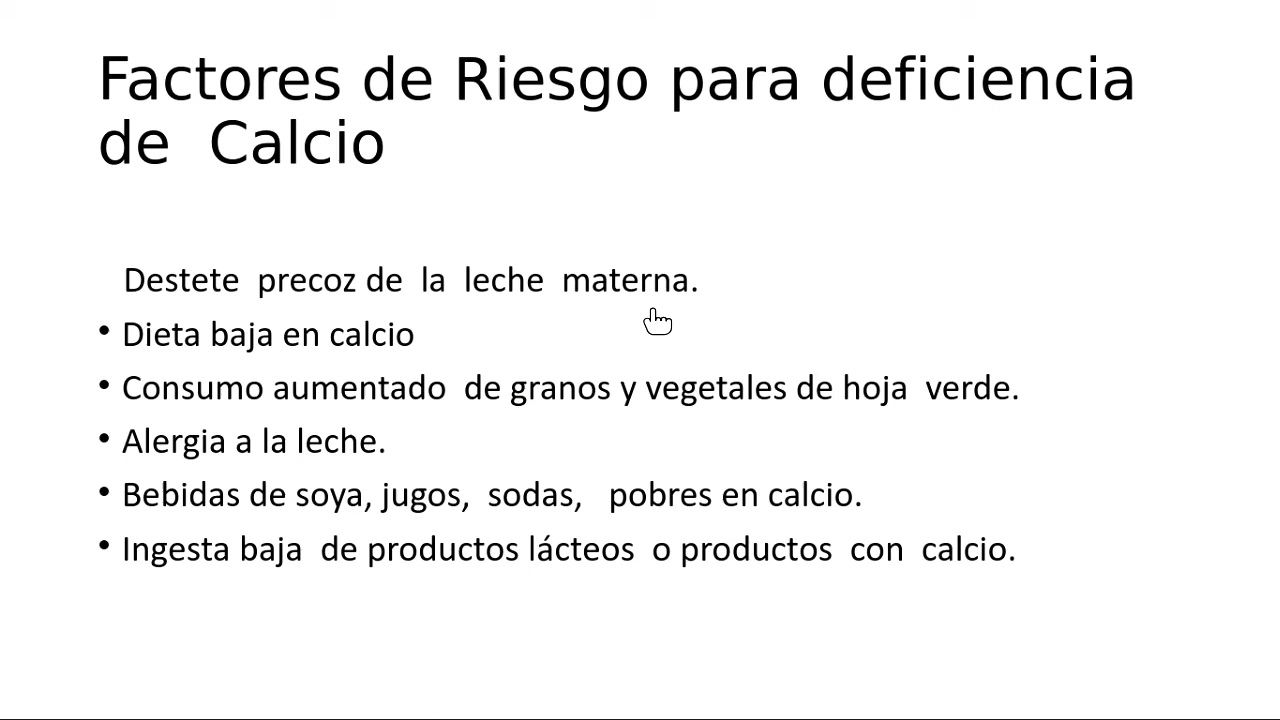 Factores de Riesgo para deficiencia
de Calcio
Destete precoz de la leche materna.
• Dieta baja en calcio
• Consumo aumentado de granos y vegetales de hoja verde.
• Alergia a la leche.
• Bebidas de soya, jugos, sodas, pobres en calcio.
• Ingesta baja de productos lácteos o productos con calcio.